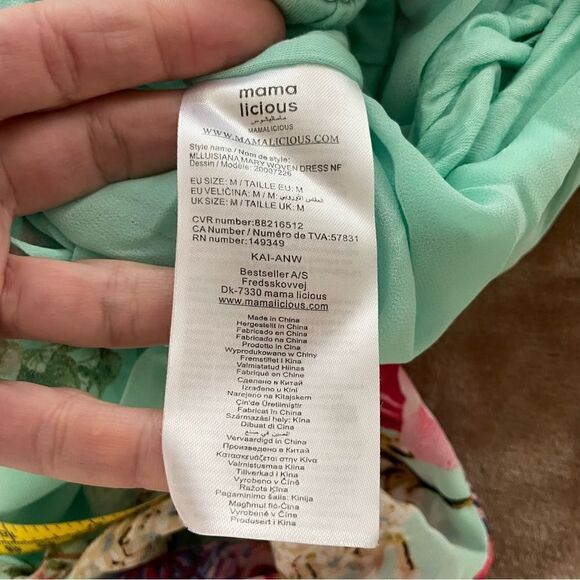 mama
licious
ماماليشوس
MAMALICIOUS
WWW.MAMALICIOUS.COM
Style name / Nom de style:
MLLUISIANA MARY WOVEN DRESS NF
Dessin / Modèle: 20007226
EU SIZE: M / TAILLE EU: M
EU VELIČINA: M / M: المقاس الأوروبي
UK SIZE: M / TAILLE UK: M
CVR number:88216512
CA Number / Numéro de TVA:57831
RN number:149349
KAI-ANW
Bestseller A/S
Fredsskovvej
Dk-7330 mama licious
www.mamalicious.com
Made in China
Hergestellt in China
Fabricado en China
Fabricado na China
Prodotto in Cina
Wyprodukowano w Chiny
Fremstillet i Kina
Valmistatud Hiinas
Fabriqué en Chine
Сделано в Китай
Izrađeno u Kini
Narejeno na Kitajskem
Çin'de Üretilmiştir
Fabricat în China
Származási hely: Kína
Dibuat di Cina
الصين في صنع
Vervaardigd in China
Произведено в Китай
Κατασκευάζεται στην Κίνα
Valmistusmaa Kiina
Tillverkad i Kina
Vyrobeno v Číně
Ražots Ķīna
Pagaminimo šalis: Kinija
Maghmul fiċ-Ċina
Vyrobené v Číne
Produsert i Kina